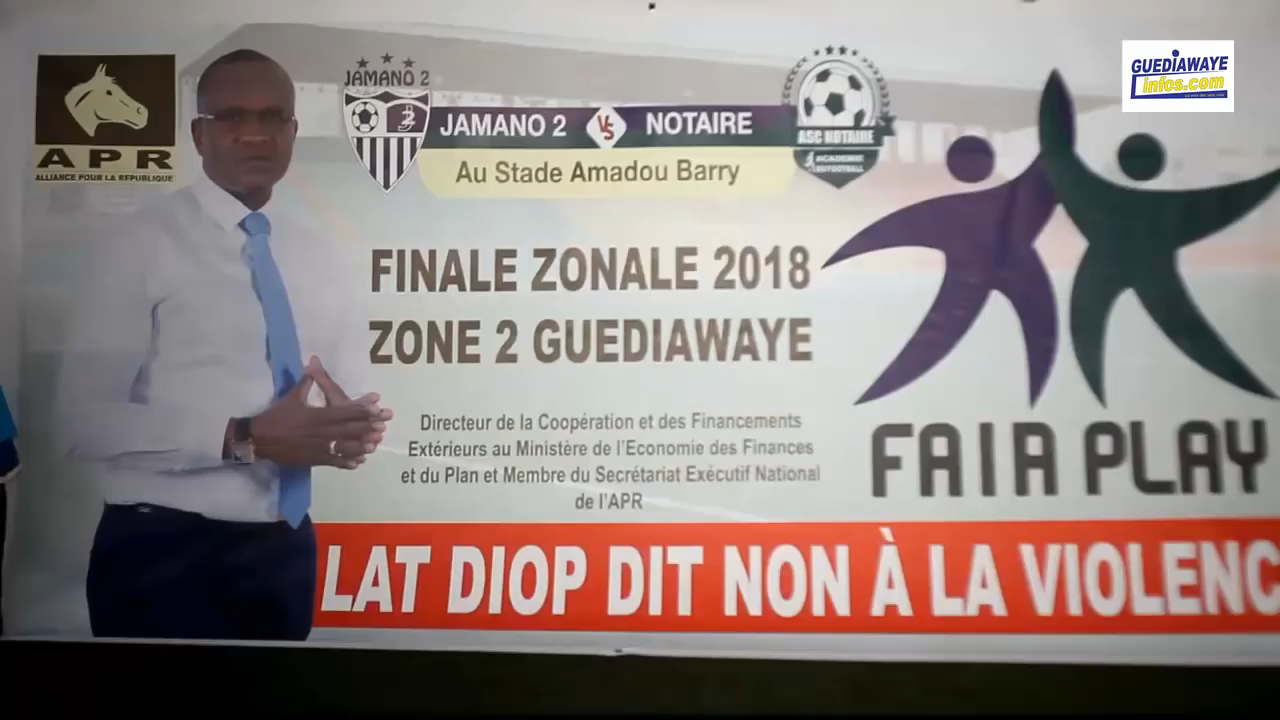 GUEDIAWAYE
infos.com
APR
ALLIANCE POUR LA REPUBLIQUE
JAMANO 2
JAMANO 2 VS NOTAIRE
Au Stade Amadou Barry
ASC NOTAIRE
ACADEMIE
DU FOOTBALL
FINALE ZONALE 2018
ZONE 2 GUEDIAWAYE
Directeur de la Coopération et des Financements
Extérieurs au Ministère de l'Economie des Finances
et du Plan et Membre du Secrétariat Exécutif National
de l'APR
FAIR PLAY
LAT DIOP DIT NON À LA VIOLENC